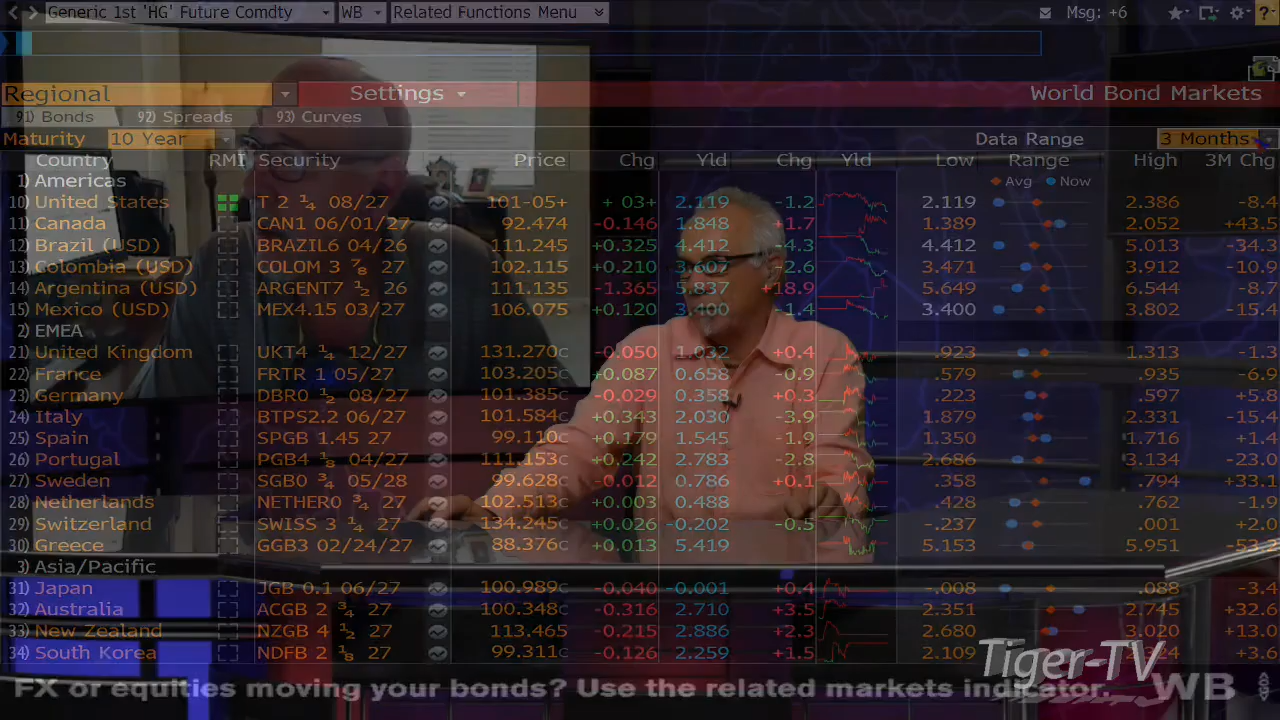 Generic 1st 'HG' Future Comdty WB Related Functions Menu Msg: +6
Regional Settings World Bond Markets
91) Bonds 92) Spreads 93) Curves
Maturity 10 Year Data Range 3 Months
Country RMI Security Price Chg Yld Chg Yld Low Range High 3M Chg
1) Americas Avg Now
10) United States T 2 ¼ 08/27 101-05+ + 03+ 2.119 -1.2 2.119 2.386 -8.4
11) Canada CAN1 06/01/27 92.474 -0.146 1.848 +1.7 1.389 2.052 +43.5
12) Brazil (USD) BRAZIL6 04/26 111.245 +0.325 4.412 -4.3 4.412 5.013 -34.3
13) Colombia (USD) COLOM 3 ⅞ 27 102.115 +0.210 3.607 -2.6 3.471 3.912 -10.9
14) Argentina (USD) ARGENT7 ½ 26 111.135 -1.365 5.837 +18.9 5.649 6.544 -8.7
15) Mexico (USD) MEX4.15 03/27 106.075 3.400 -1.4 3.400 3.802 -15.4
2) EMEA
21) United Kingdom UKT4 ¼ 12/27 131.270c -0.050 1.032 +0.4 .923 1.313 -1.3
22) France FRTR 1 05/27 103.205c +0.087 0.658 -0.9 .579 .935 -6.9
23) Germany DBR0 ½ 08/27 101.385c -0.029 0.358 +0.3 .223 .597 +5.8
24) Italy BTPS2.2 06/27 101.584c +0.343 2.030 -3.9 1.879 2.331 -15.4
25) Spain SPGB 1.45 27 99.110c +0.179 1.545 -1.9 1.350 1.716 +1.4
26) Portugal PGB4 ⅛ 04/27 111.153c +0.242 2.783 -2.8 2.686 3.134 -23.0
27) Sweden SGB0 ¾ 05/28 99.628c -0.012 0.786 +0.1 .358 .794 +33.1
28) Netherlands NETHER0 ¾ 27 102.513c +0.003 0.488 .428 .762 -1.9
29) Switzerland SWISS 3 ¼ 27 134.245c +0.026 -0.202 -0.5 -.237 .001 +2.0
30) Greece GGB3 02/24/27 88.376c +0.013 5.419 5.153 5.951
3) Asia/Pacific
31) Japan JGB 0.1 06/27 100.989c -0.040 -0.001 +0.4 -.008 .088 -3.4
32) Australia ACGB 2 ¾ 27 100.348c -0.316 2.710 +3.5 2.351 2.745 +32.6
33) New Zealand NZGB 4 ½ 27 113.465 -0.215 2.886 +2.3 2.680 3.020 +13.0
34) South Korea NDFB 2 ⅛ 27 99.311c -0.126 2.259 +1.5 2.109 +3.6
Tiger-TV
FX or equities moving your bonds? Use the related markets indicator. WB